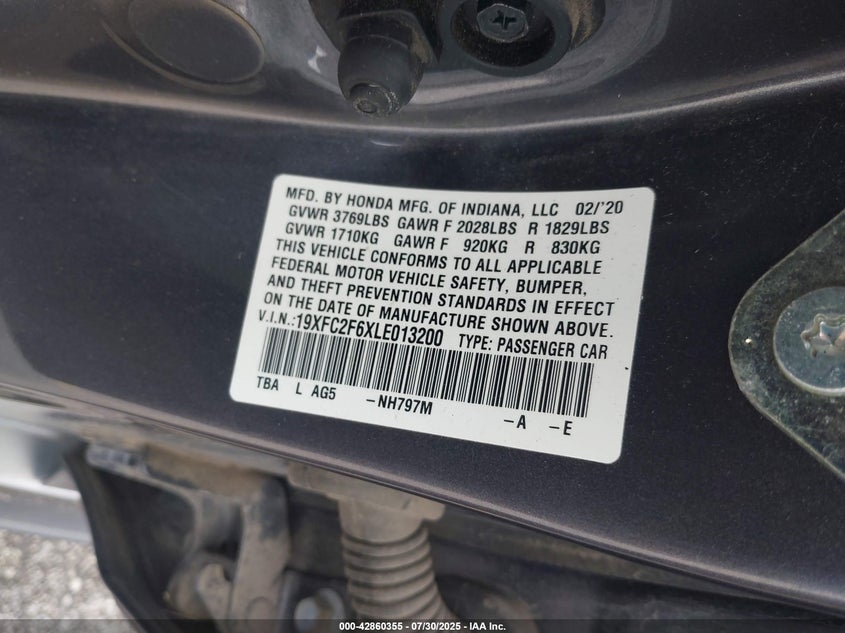 MFD. BY HONDA MFG. OF INDIANA, LLC 02/'20
GVWR 3769LBS GAWR F 2028LBS R 1829LBS
GVWR 1710KG GAWR F 920KG R 830KG
THIS VEHICLE CONFORMS TO ALL APPLICABLE
FEDERAL MOTOR VEHICLE SAFETY, BUMPER,
AND THEFT PREVENTION STANDARDS IN EFFECT
ON THE DATE OF MANUFACTURE SHOWN ABOVE.
V.I.N.:19XFC2F6XLE013200 TYPE: PASSENGER CAR
TBA L AG5 -NH797M -A -E
000-42860355 | 07/30/2025 - IAA Inc.